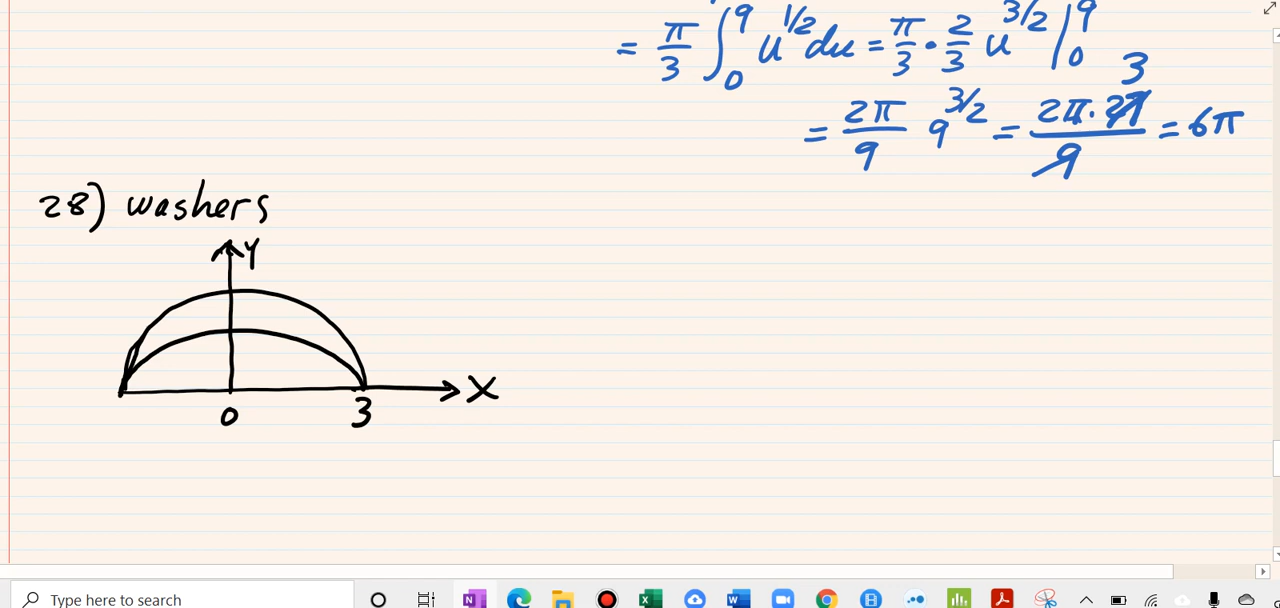 = π/3 ∫₀⁹ u^1/2 du = π/3 · 2/3 u^3/2 |₀⁹
3
= 2π/9 9^3/2 = 2π·27/9 = 6π
28) washers
Y
X
0 3
Type here to search